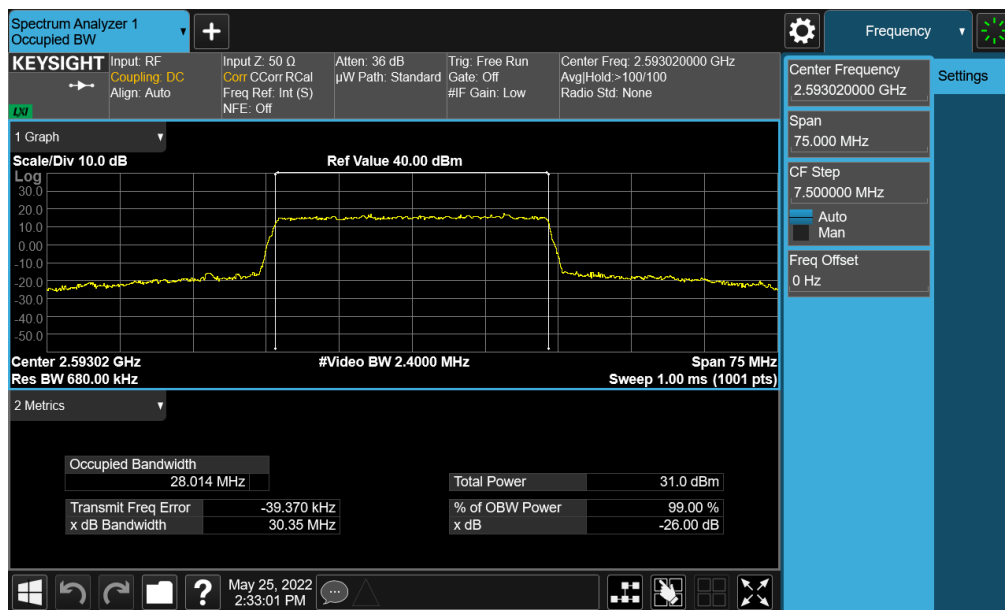 Spectrum Analyzer 1
Occupied BW
Frequency
KEYSIGHT
LXI
Input: RF
Coupling: DC
Align: Auto
Input Z: 50 Ω
Corr CCorr RCal
Freq Ref: Int (S)
NFE: Off
Atten: 36 dB
µW Path: Standard
Trig: Free Run
Gate: Off
#IF Gain: Low
Center Freq: 2.593020000 GHz
Avg|Hold:>100/100
Radio Std: None
Center Frequency
2.593020000 GHz
Settings
Span
75.000 MHz
CF Step
7.500000 MHz
Auto
Man
Freq Offset
0 Hz
1 Graph
Scale/Div 10.0 dB
Ref Value 40.00 dBm
Log
30.0
20.0
10.0
0.00
-10.0
-20.0
-30.0
-40.0
-50.0
Center 2.59302 GHz
#Video BW 2.4000 MHz
Span 75 MHz
Res BW 680.00 kHz
Sweep 1.00 ms (1001 pts)
2 Metrics
Occupied Bandwidth
28.014 MHz
Total Power 31.0 dBm
Transmit Freq Error -39.370 kHz
% of OBW Power 99.00 %
x dB Bandwidth 30.35 MHz
x dB -26.00 dB
May 25, 2022
2:33:01 PM